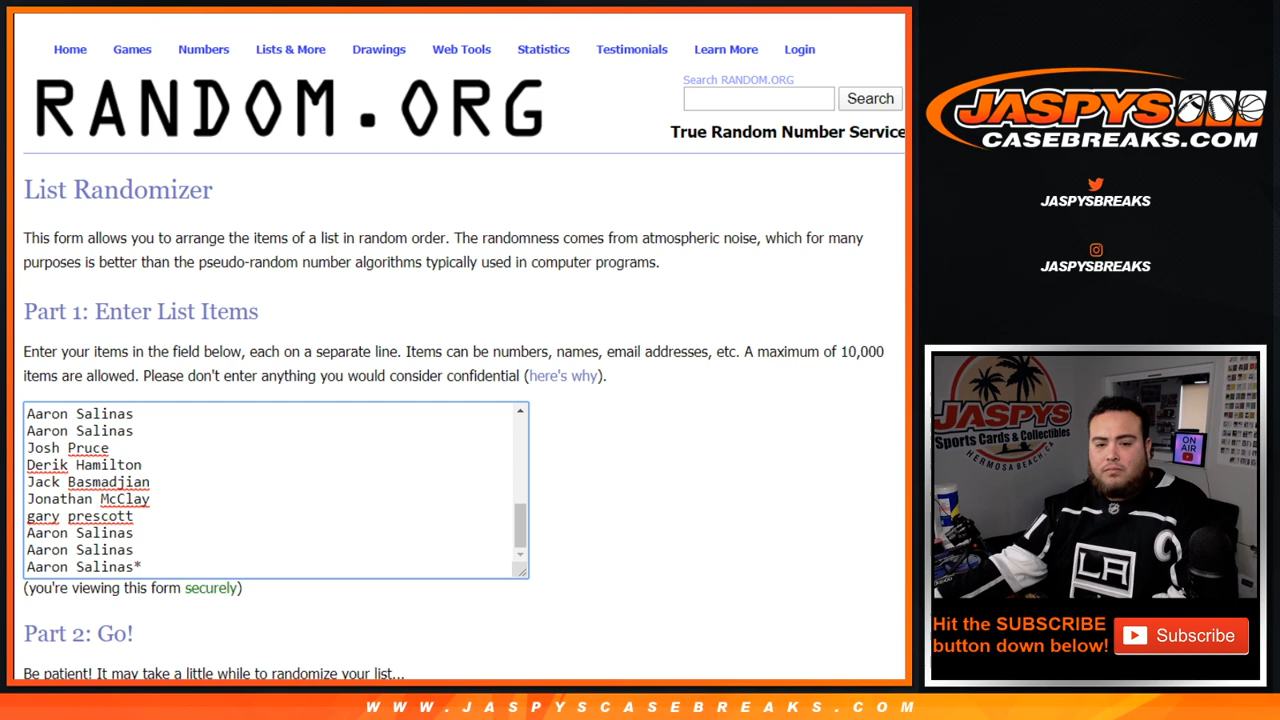 Home Games Numbers Lists & More Drawings Web Tools Statistics Testimonials Learn More Login
RANDOM.ORG
Search RANDOM.ORG
Search
True Random Number Service
List Randomizer
This form allows you to arrange the items of a list in random order. The randomness comes from atmospheric noise, which for many
purposes is better than the pseudo-random number algorithms typically used in computer programs.
Part 1: Enter List Items
Enter your items in the field below, each on a separate line. Items can be numbers, names, email addresses, etc. A maximum of 10,000
items are allowed. Please don't enter anything you would consider confidential (here's why).
Aaron Salinas
Aaron Salinas
Josh Pruce
Derik Hamilton
Jack Basmadjian
Jonathan McClay
gary prescott
Aaron Salinas
Aaron Salinas
Aaron Salinas*
(you're viewing this form securely)
Part 2: Go!
Be patient! It may take a little while to randomize your list...
JASPYS
CASEBREAKS.COM
JASPYSBREAKS
JASPYSBREAKS
JASPYS
Sports Cards & Collectibles
HERMOSA BEACH CA
ON
AIR
LA
Hit the SUBSCRIBE
button down below!
Subscribe
WWW.JASPYSCASEBREAKS.COM